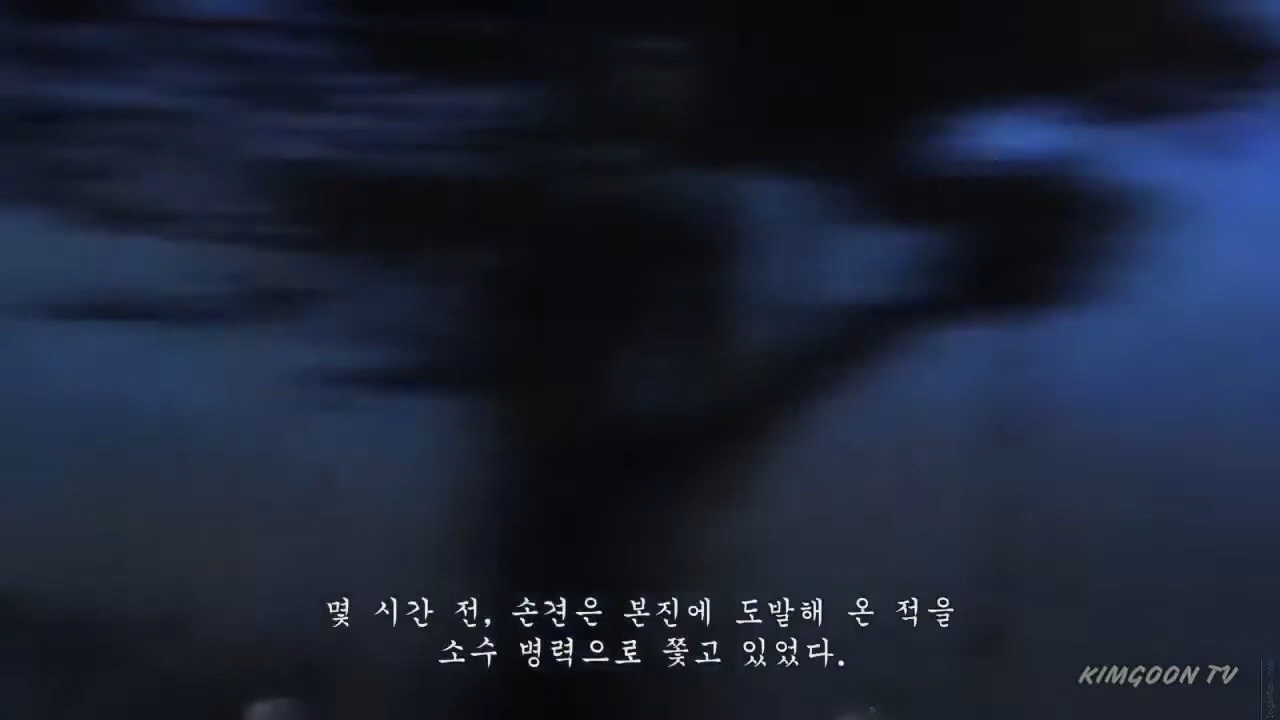 몇 시간 전, 손견은 본진에 도발해 온 적을
소수 병력으로 쫓고 있었다.
KIMGOON TV